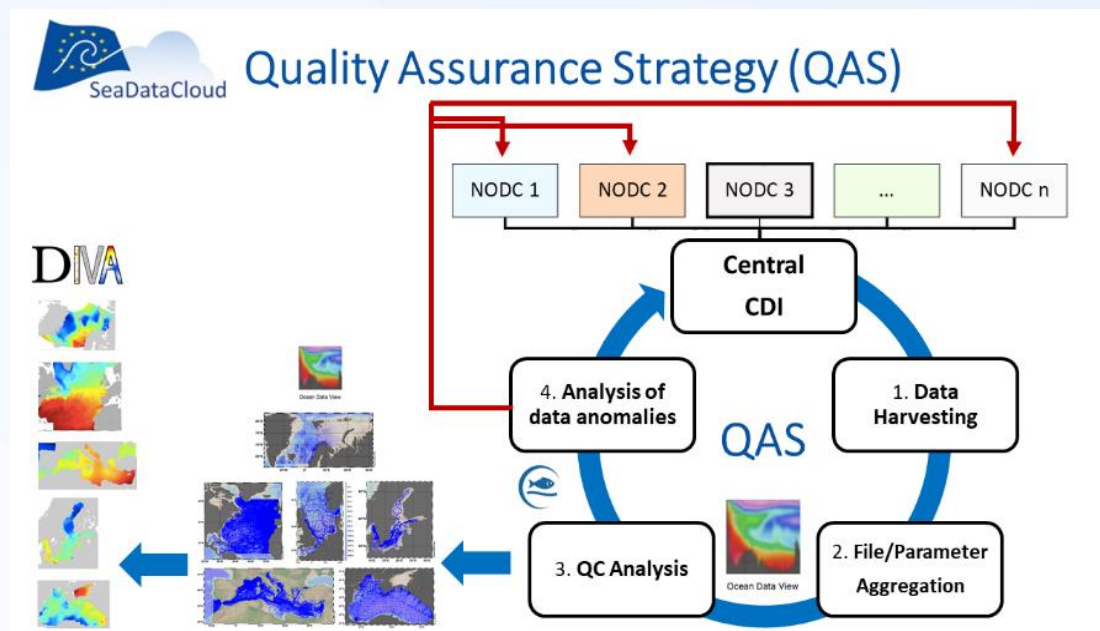 SeaDataCloud
Quality Assurance Strategy (QAS)
NODC 1
NODC 2
NODC 3
...
NODC n
Central
CDI
DIVA
Ocean Data View
4. Analysis of
data anomalies
1. Data
Harvesting
QAS
3. QC Analysis
Ocean Data View
2. File/Parameter
Aggregation